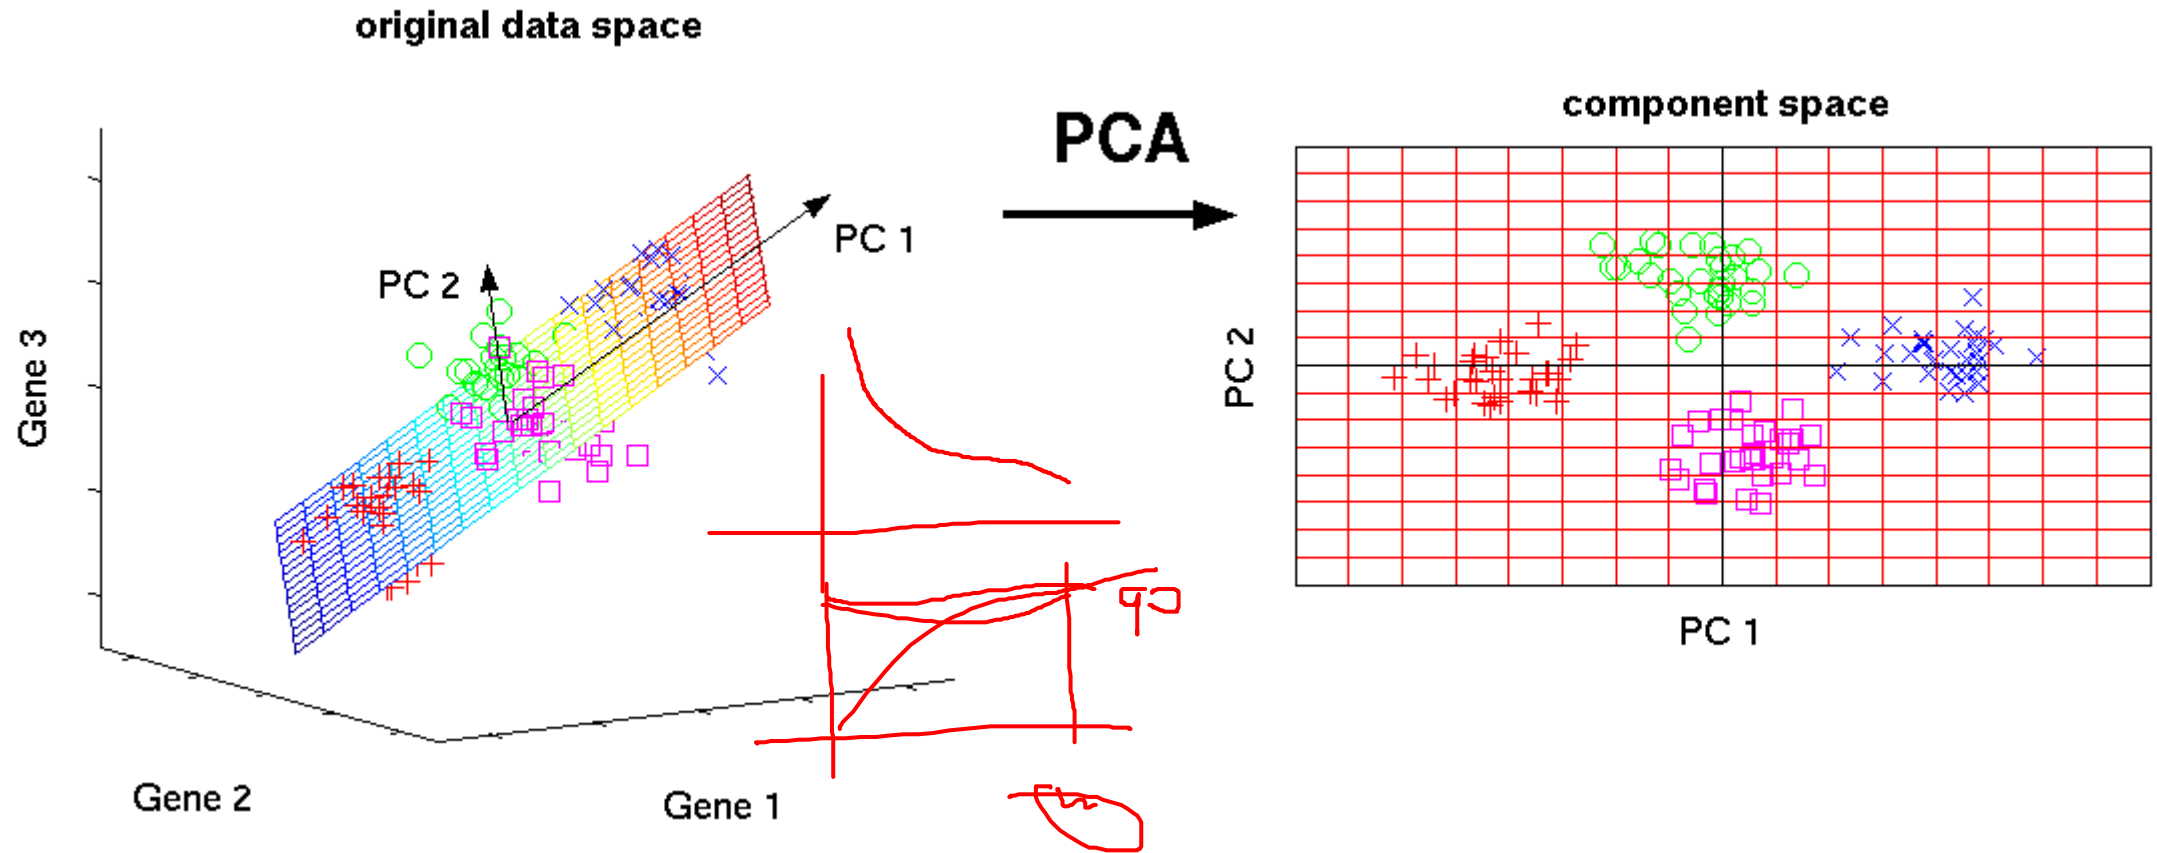 original data space
component space
PCA
PC 1
PC 2
Gene 3
Gene 2
Gene 1
PC 2
PC 1
90